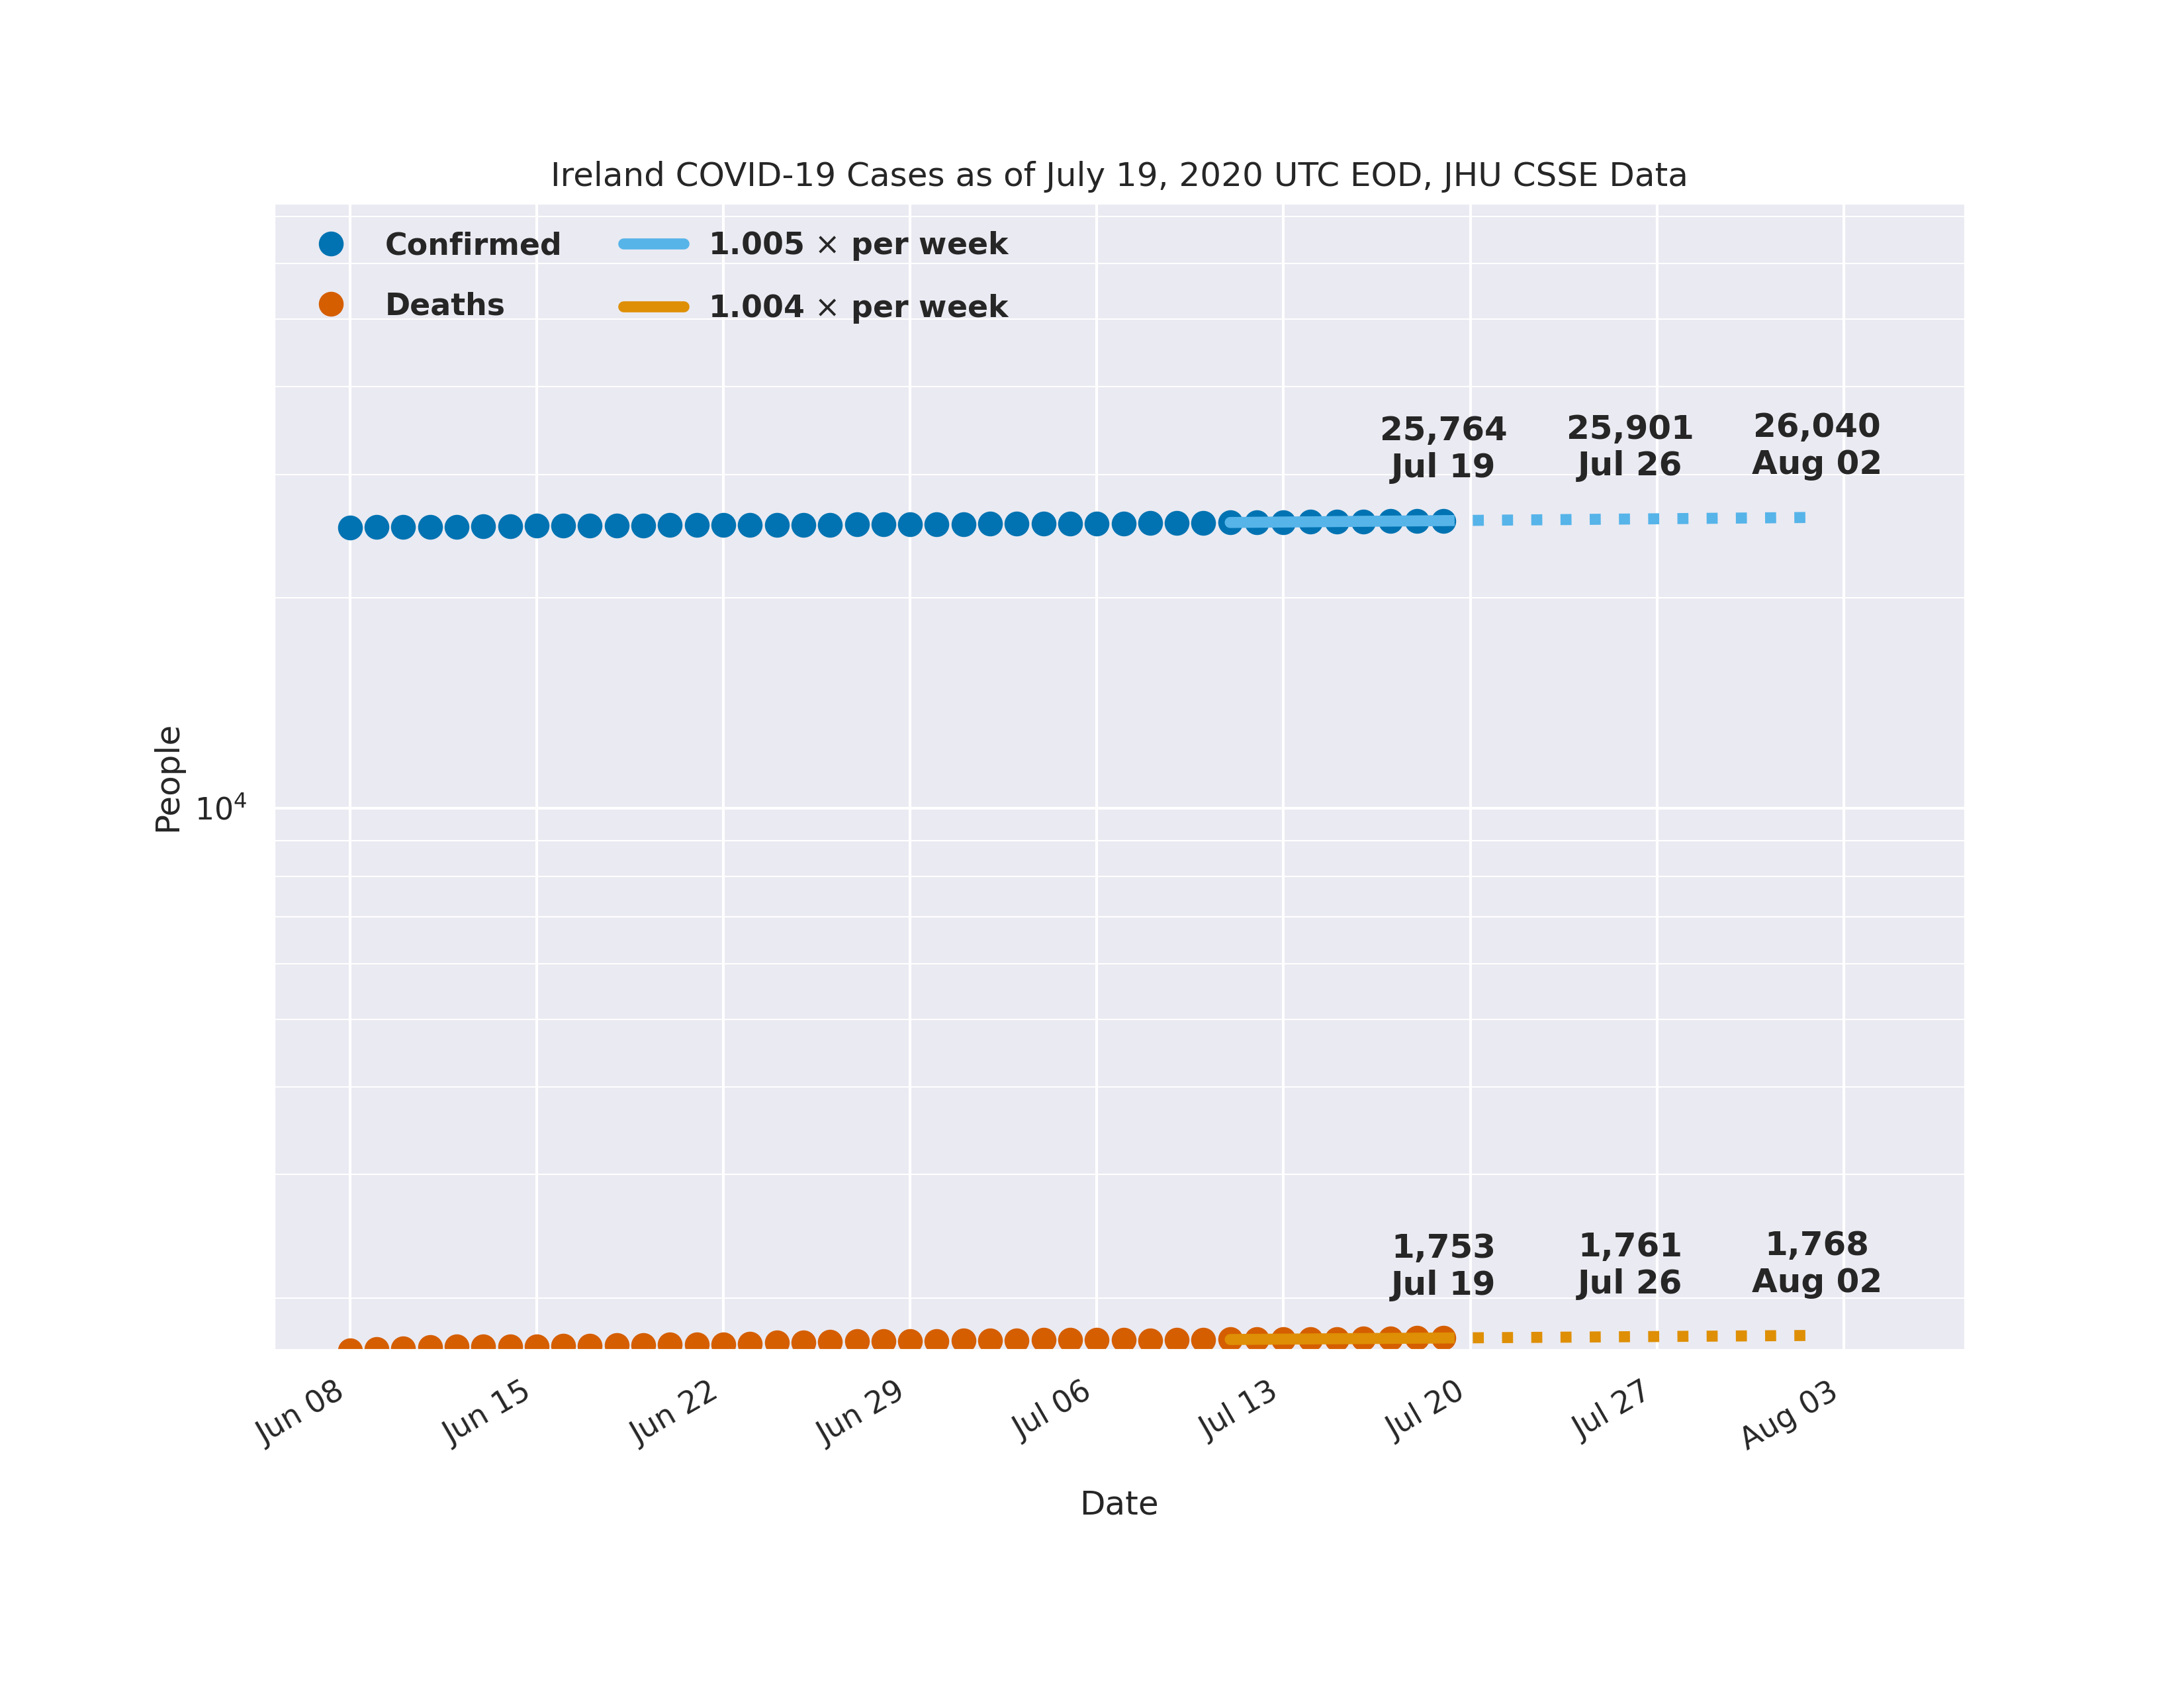 Ireland COVID-19 Cases as of July 19, 2020 UTC EOD, JHU CSSE Data
Confirmed
Deaths
1.005 × per week
1.004 × per week
25,764
Jul 19
25,901
Jul 26
26,040
Aug 02
People
10⁴
1,753
Jul 19
1,761
Jul 26
1,768
Aug 02
Jun 08
Jun 15
Jun 22
Jun 29
Jul 06
Jul 13
Jul 20
Jul 27
Aug 03
Date